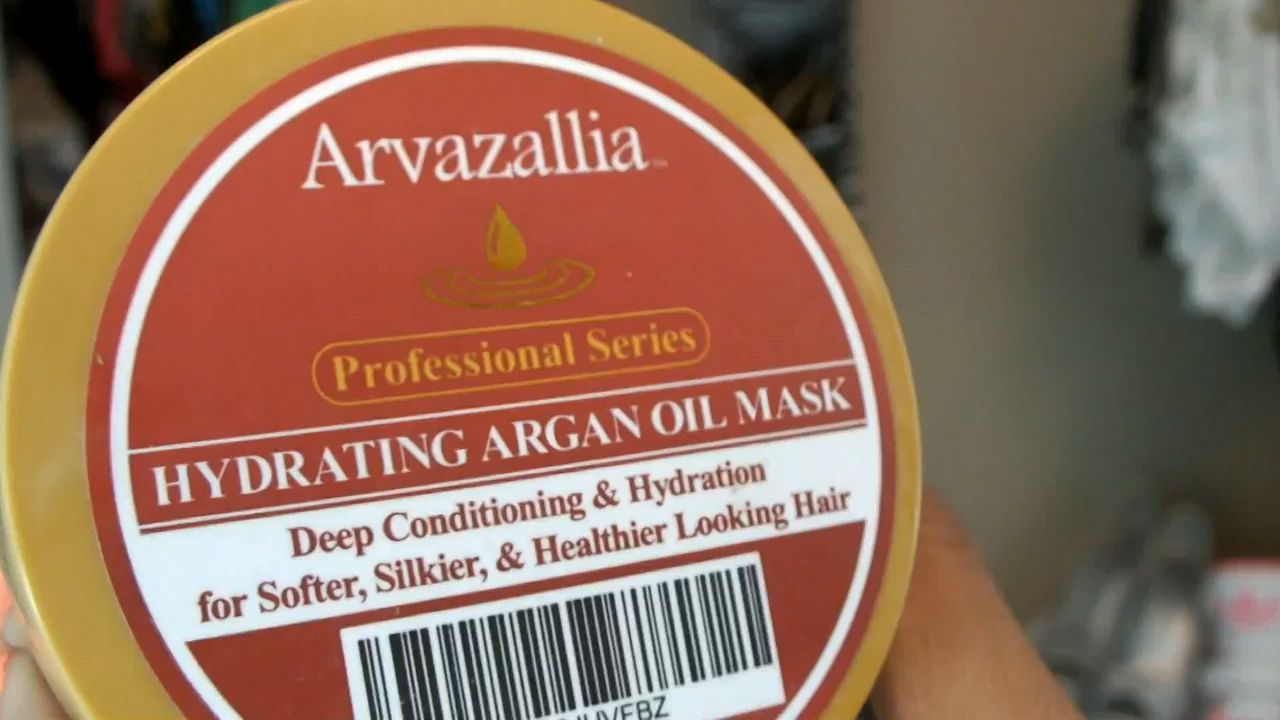 Arvazallia
Professional Series
HYDRATING ARGAN OIL MASK
Deep Conditioning & Hydration
for Softer, Silkier, & Healthier Looking Hair